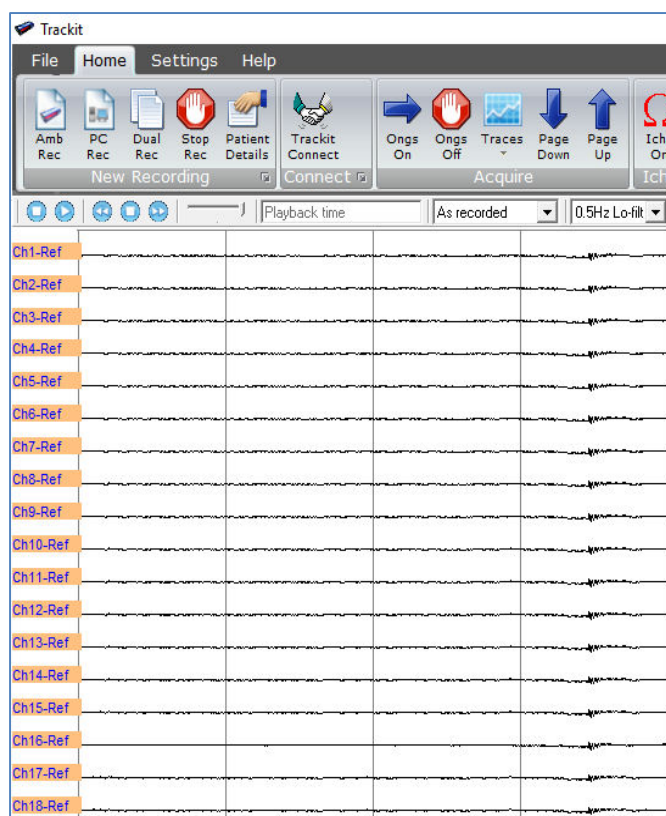 Trackit
File Home Settings Help
Amb Rec
PC Rec
Dual Rec
Stop Rec
Patient Details
Trackit Connect
Ongs On
Ongs Off
Traces
Page Down
Page Up
New Recording
Connect
Acquire
Playback time
As recorded
0.5Hz Lo-filt
Ch1-Ref
Ch2-Ref
Ch3-Ref
Ch4-Ref
Ch5-Ref
Ch6-Ref
Ch7-Ref
Ch8-Ref
Ch9-Ref
Ch10-Ref
Ch11-Ref
Ch12-Ref
Ch13-Ref
Ch14-Ref
Ch15-Ref
Ch16-Ref
Ch17-Ref
Ch18-Ref